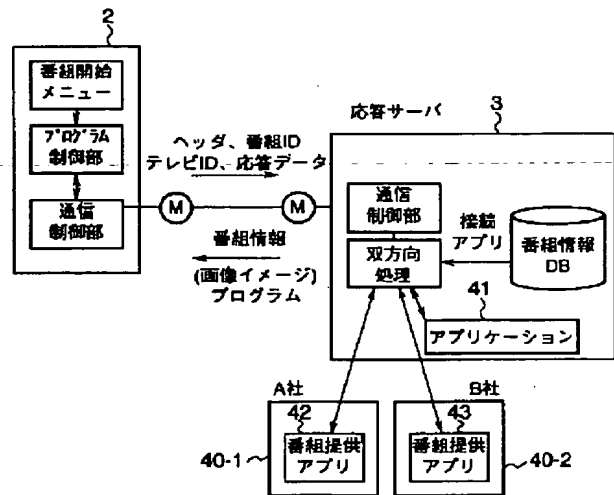 2
番組開始
メニュー
プログラム
制御部
通信
制御部
ヘッダ、番組ID
テレビID、応答データ
M
M
番組情報
(画像イメージ)
プログラム
応答サーバ
3
通信
制御部
双方向
処理
接続
アプリ
番組情報
DB
41
アプリケーション
A社
42
番組提供
アプリ
40-1
B社
43
番組提供
アプリ
40-2